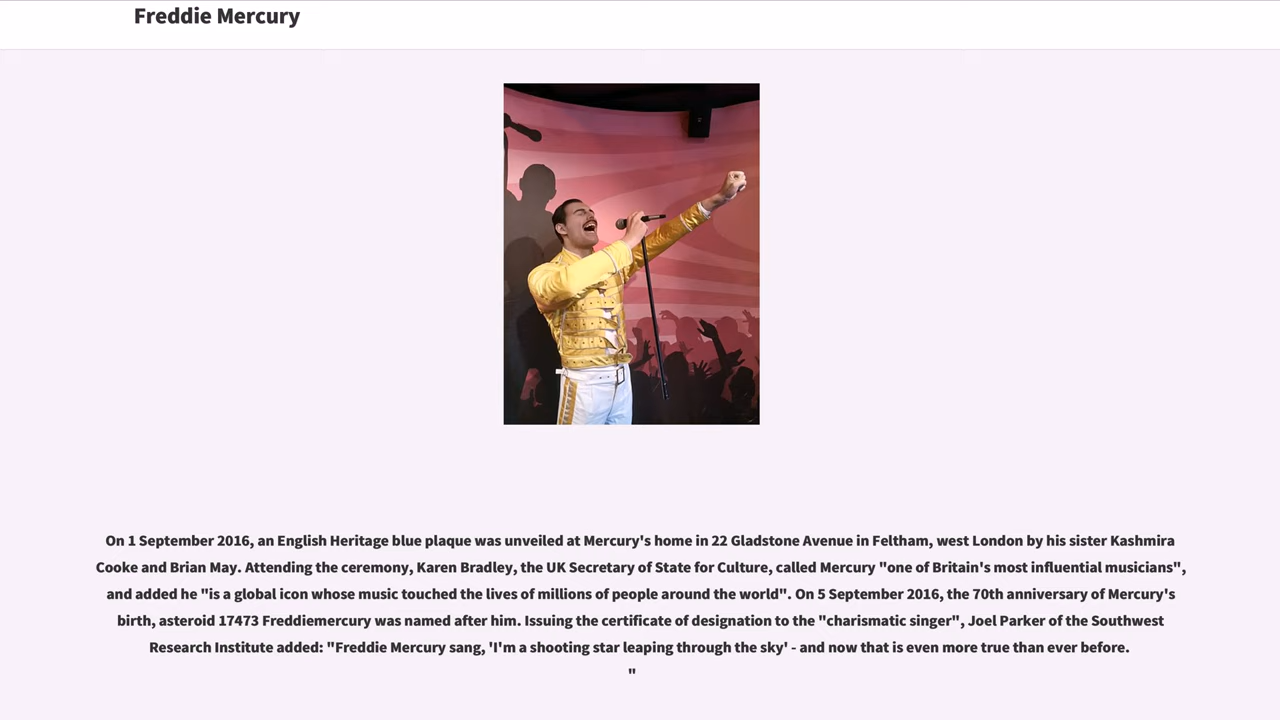 Freddie Mercury
On 1 September 2016, an English Heritage blue plaque was unveiled at Mercury's home in 22 Gladstone Avenue in Feltham, west London by his sister Kashmira
Cooke and Brian May. Attending the ceremony, Karen Bradley, the UK Secretary of State for Culture, called Mercury "one of Britain's most influential musicians",
and added he "is a global icon whose music touched the lives of millions of people around the world". On 5 September 2016, the 70th anniversary of Mercury's
birth, asteroid 17473 Freddiemercury was named after him. Issuing the certificate of designation to the "charismatic singer", Joel Parker of the Southwest
Research Institute added: "Freddie Mercury sang, 'I'm a shooting star leaping through the sky' - and now that is even more true than ever before.
"